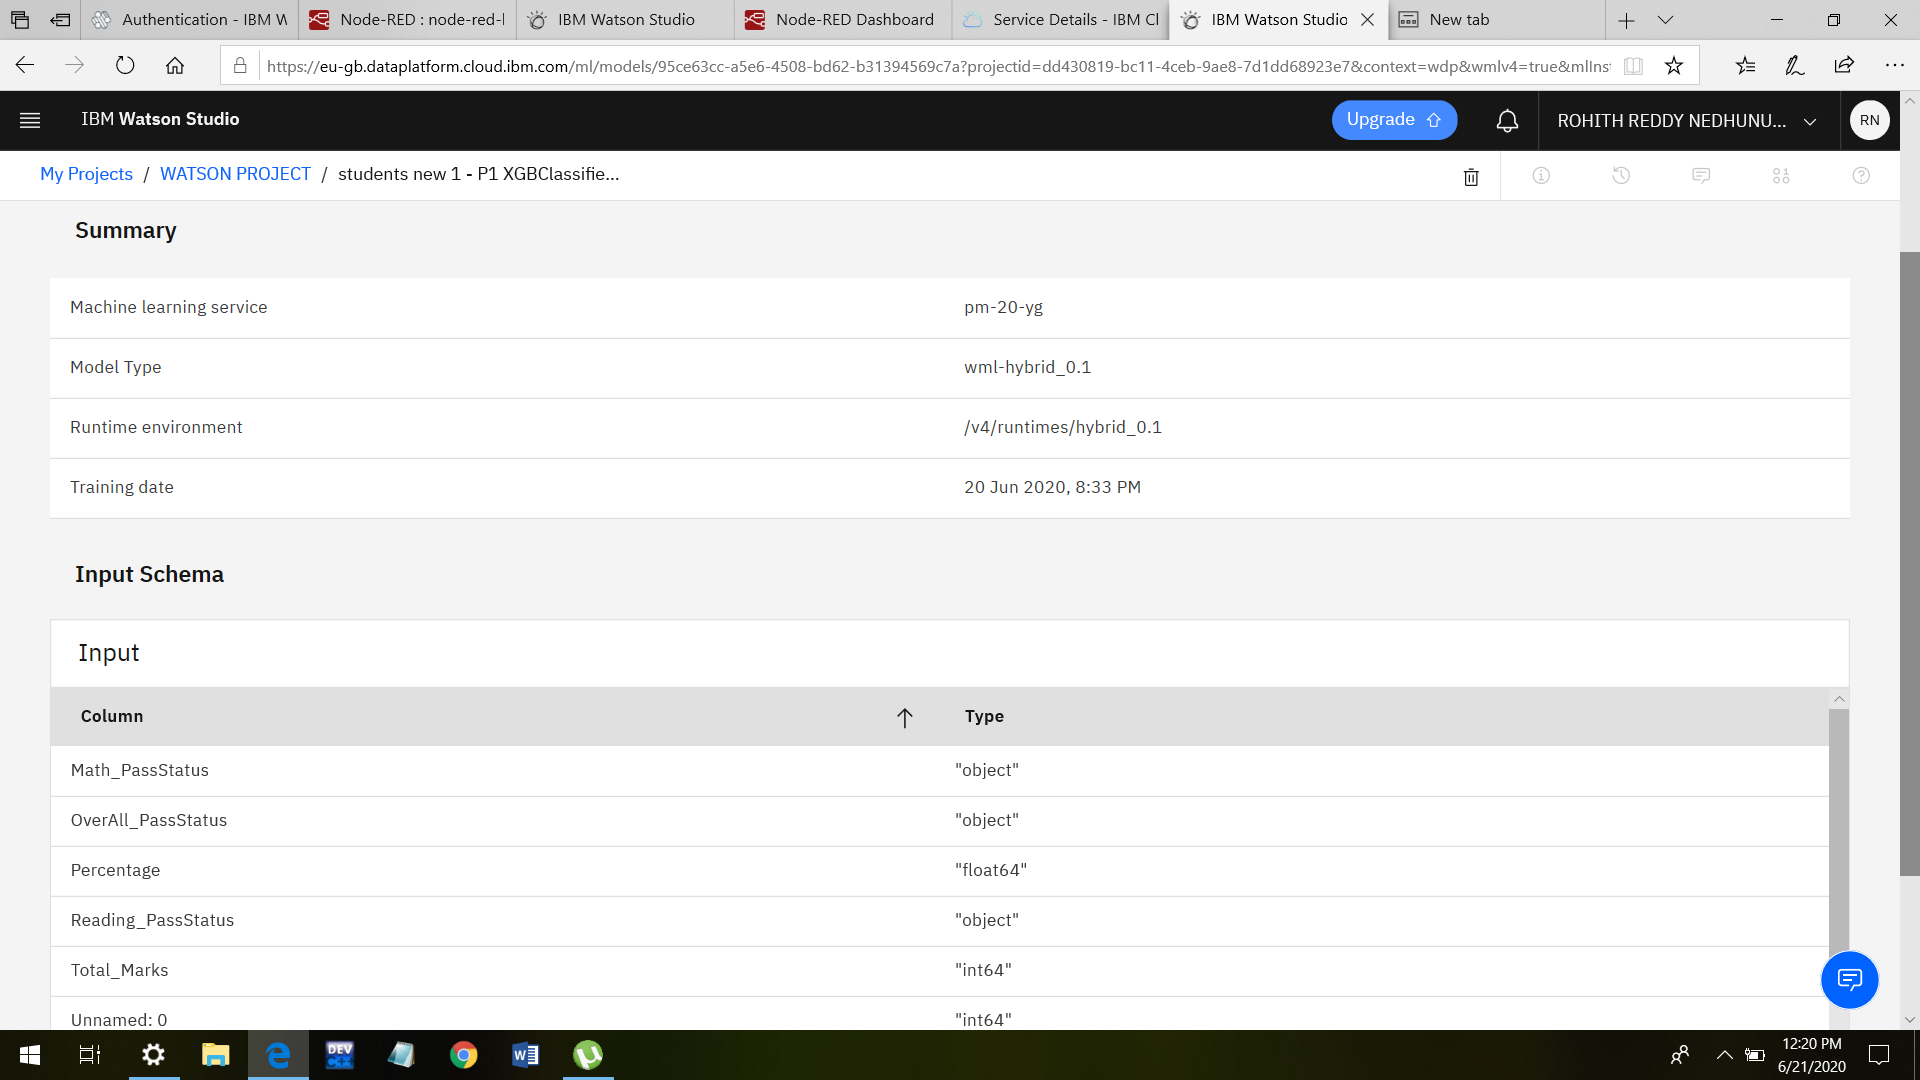 Authentication - IBM W
Node-RED : node-red-l
IBM Watson Studio
Node-RED Dashboard
Service Details - IBM Cl
IBM Watson Studio
New tab
https://eu-gb.dataplatform.cloud.ibm.com/ml/models/95ce63cc-a5e6-4508-bd62-b31394569c7a?projectid=dd430819-bc11-4ceb-9ae8-7d1dd68923e7&context=wdp&wmlv4=true&mlIns
IBM Watson Studio
Upgrade
ROHITH REDDY NEDHUNU...
RN
My Projects / WATSON PROJECT / students new 1 - P1 XGBClassifie...
Summary
Machine learning service pm-20-yg
Model Type wml-hybrid_0.1
Runtime environment /v4/runtimes/hybrid_0.1
Training date 20 Jun 2020, 8:33 PM
Input Schema
Input
Column Type
Math_PassStatus "object"
OverAll_PassStatus "object"
Percentage "float64"
Reading_PassStatus "object"
Total_Marks "int64"
Unnamed: 0 "int64"
DEV C++
12:20 PM
6/21/2020